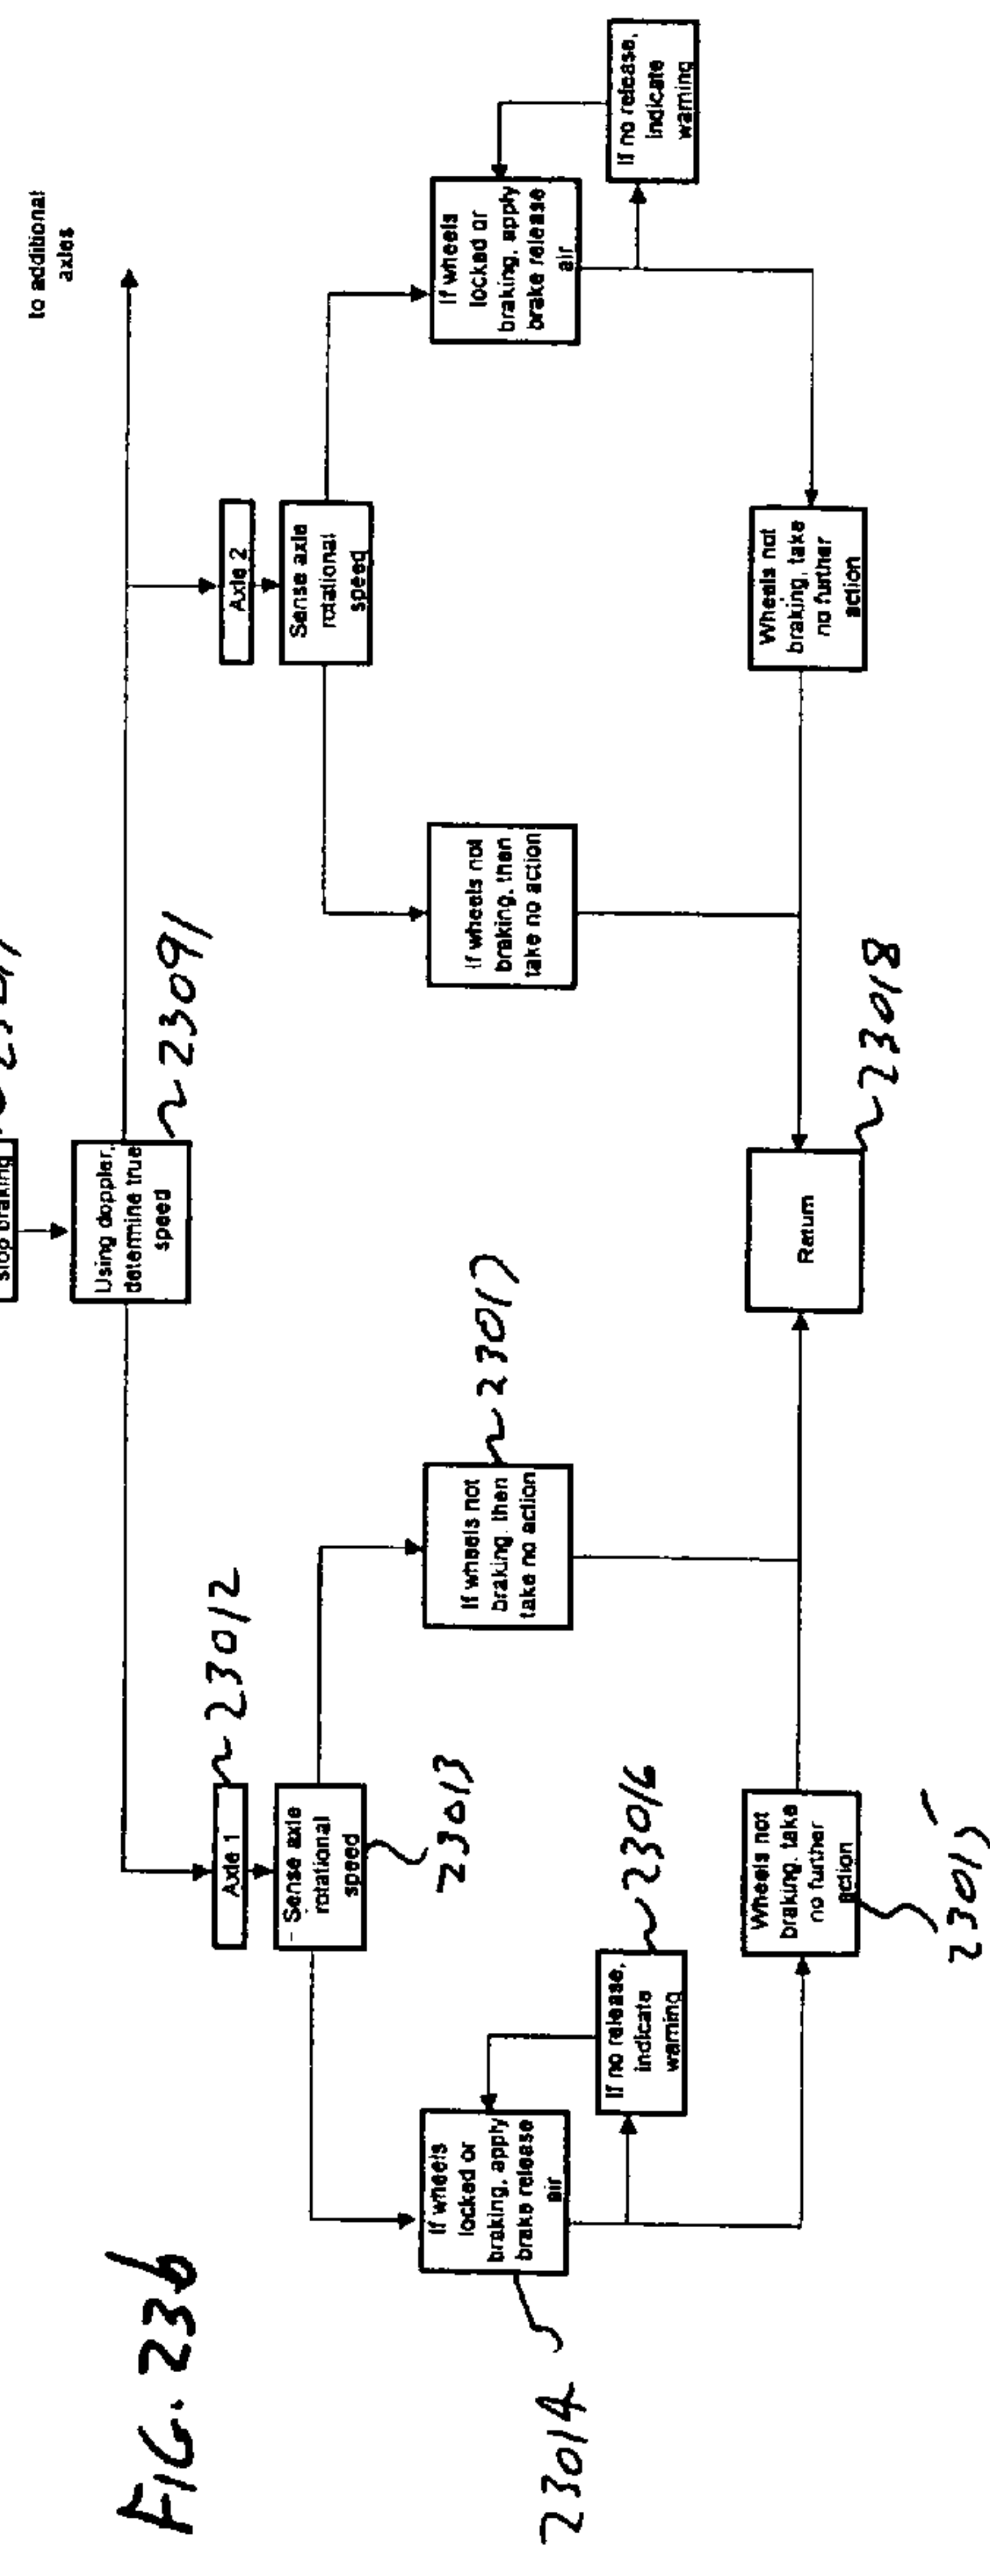 FIG. 23b
to additional
axles
stop braking
Using doppler,
determine true
speed
23091
Axle 1
23012
Axle 2
Sense axle
rotational
speed
23013
Sense axle
rotational
speed
If wheels
locked or
braking, apply
brake release
air
23014
If wheels not
braking, then
take no action
23017
If wheels not
braking, then
take no action
If wheels
locked or
braking, apply
brake release
air
If no release,
indicate
warning
23016
If no release,
indicate
warning
Wheels not
braking, take
no further
action
23015
Return
23018
Wheels not
braking, take
no further
action